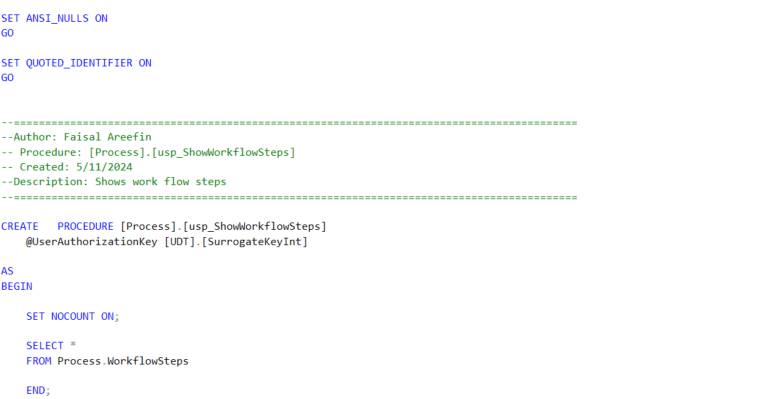 SET ANSI_NULLS ON
GO
SET QUOTED_IDENTIFIER ON
GO
--==========================================================================================
--Author: Faisal Areefin
-- Procedure: [Process].[usp_ShowWorkflowSteps]
-- Created: 5/11/2024
--Description: Shows work flow steps
--==========================================================================================
CREATE   PROCEDURE [Process].[usp_ShowWorkflowSteps]
    @UserAuthorizationKey [UDT].[SurrogateKeyInt]
AS
BEGIN
    SET NOCOUNT ON;
    SELECT *
    FROM Process.WorkflowSteps
    END;